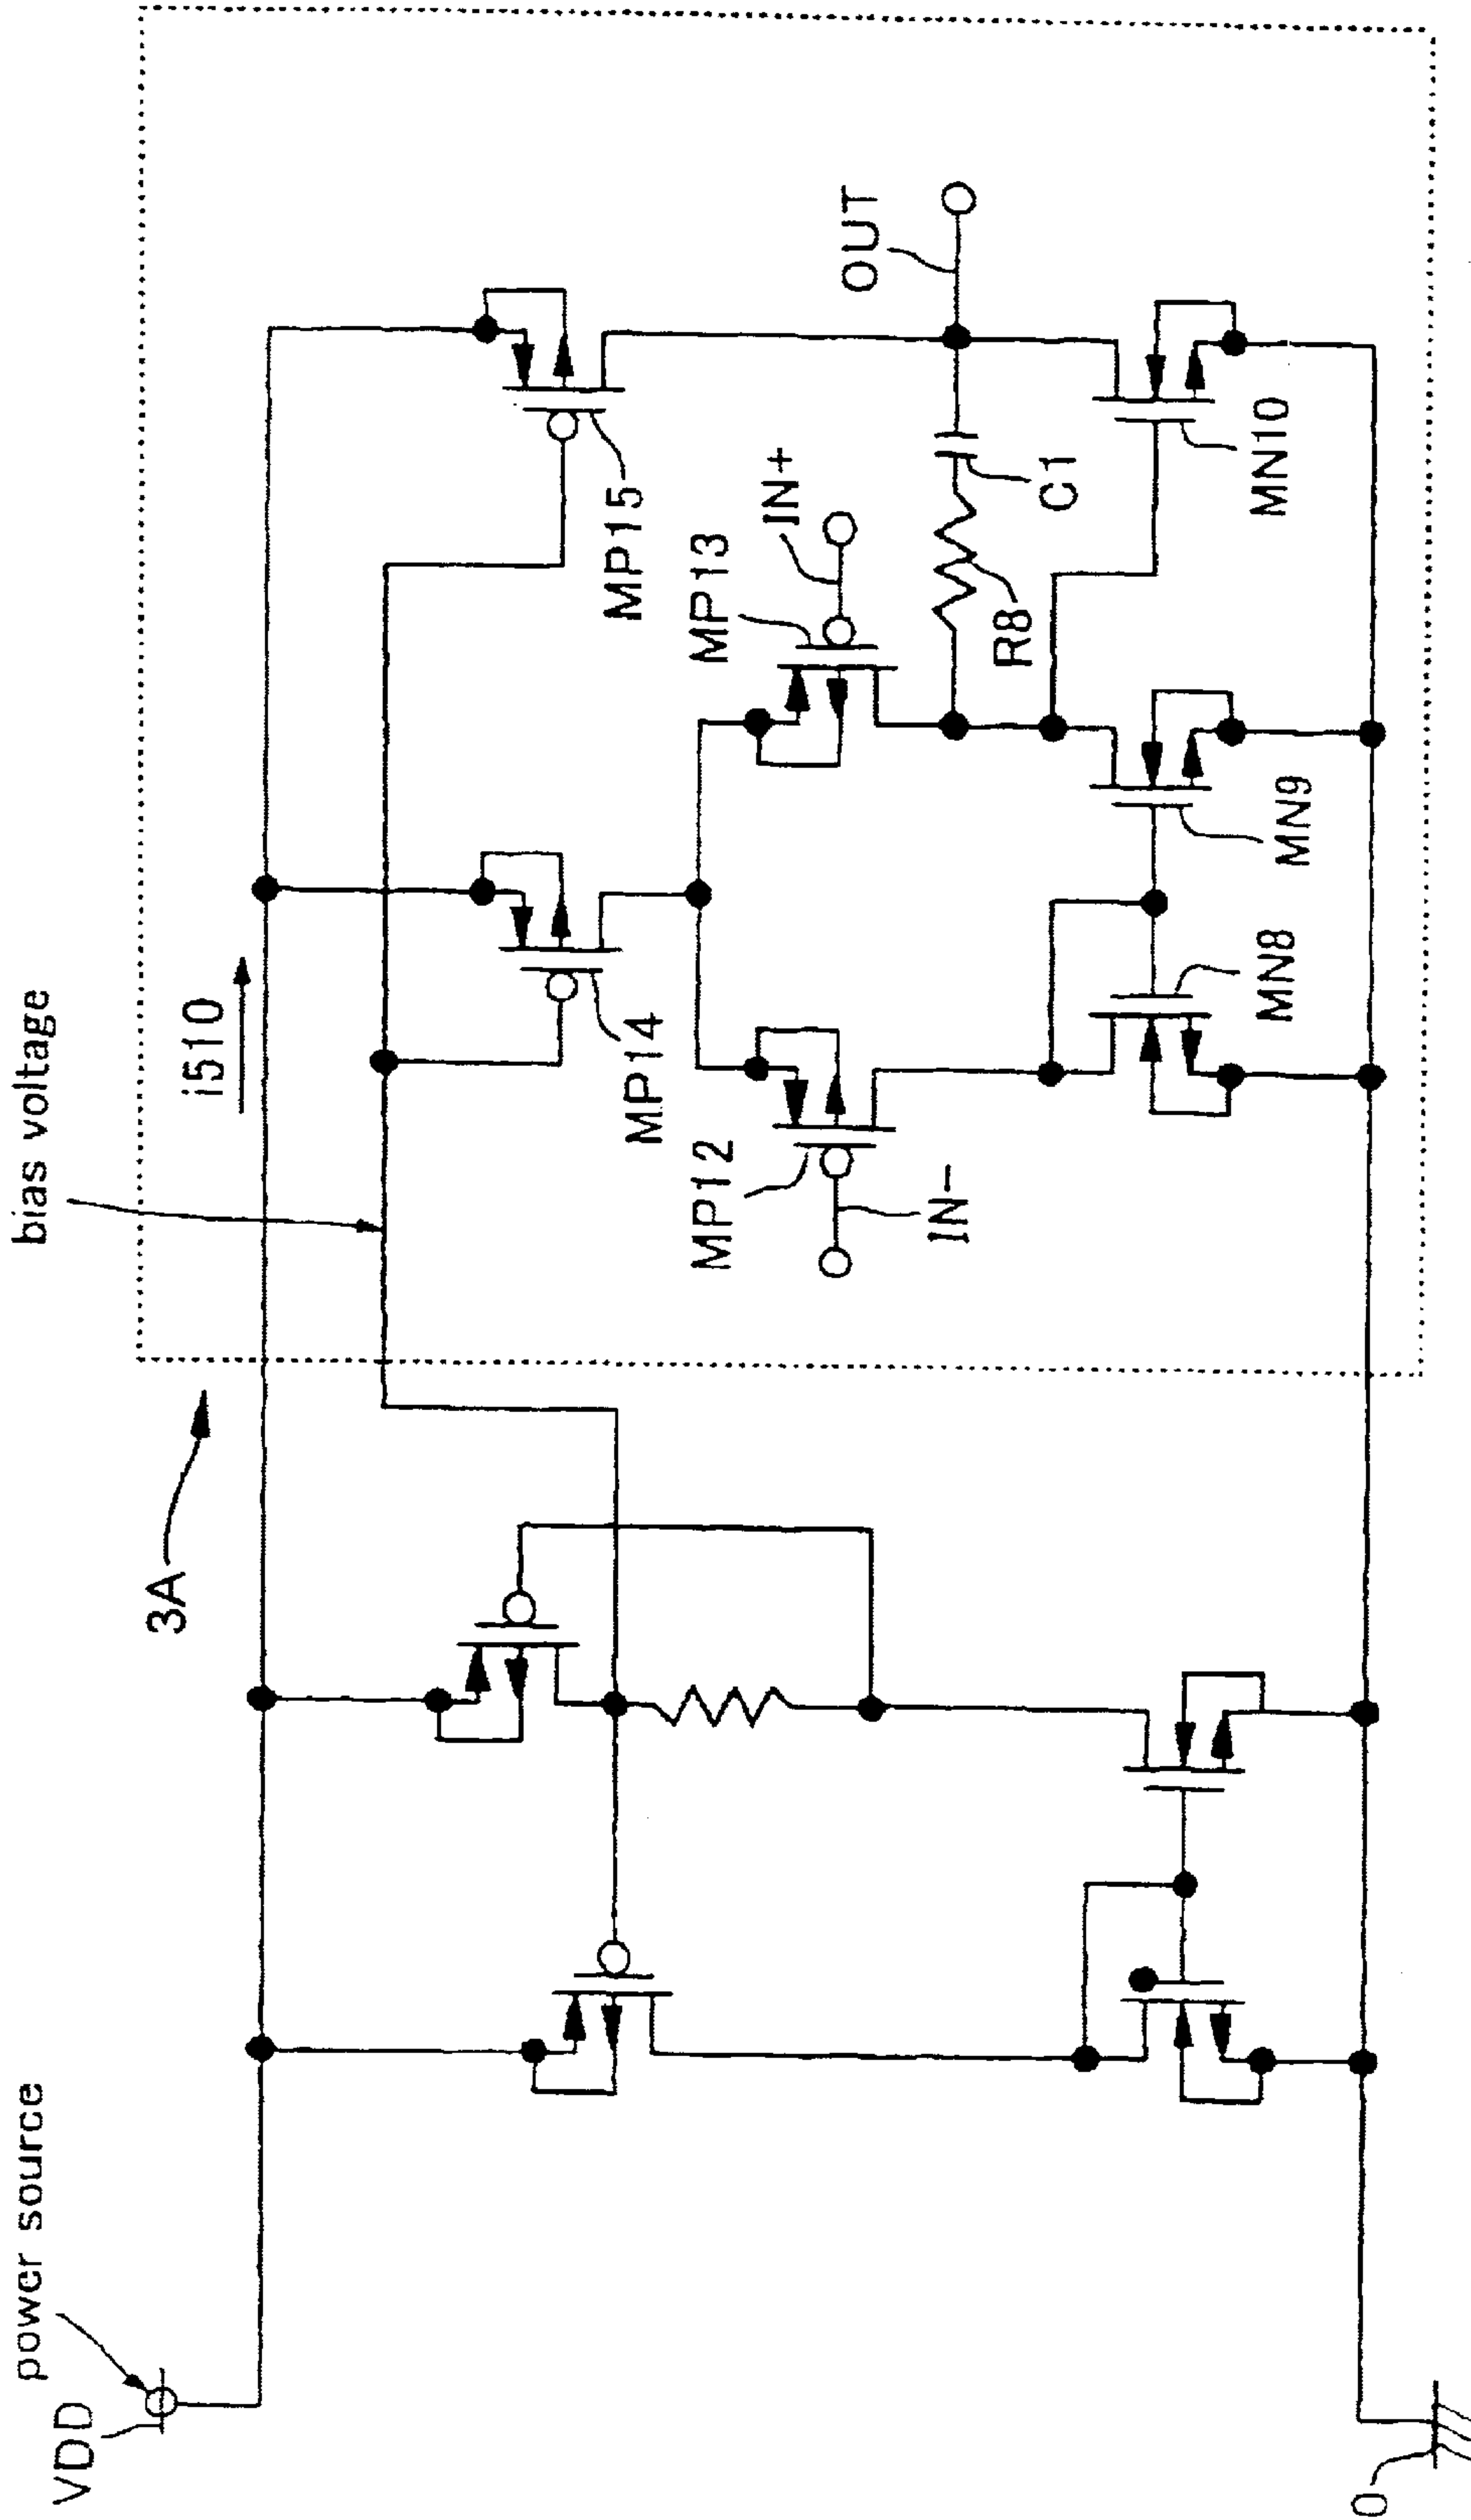 power source
VDD
bias voltage
3A
i510
MP15
MP14
MP13
IN+
MP12
IN-
OUT
C1
R8
MN10
MN9
MN8
0